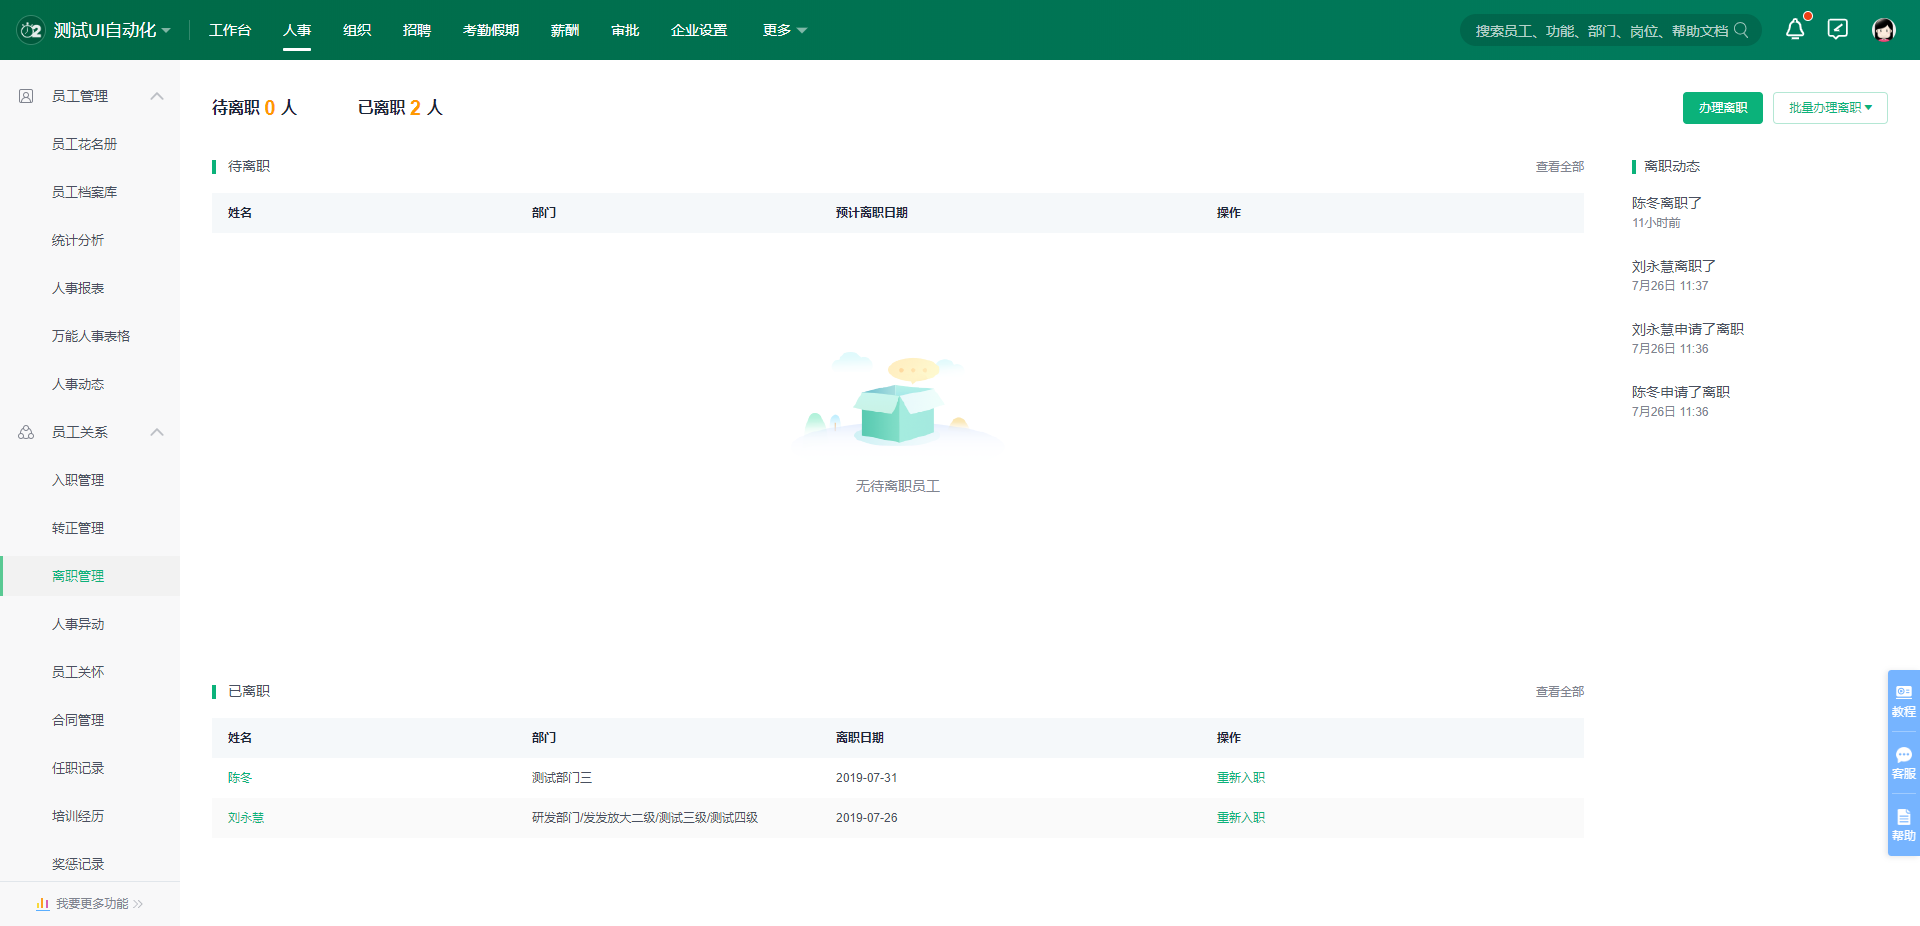 测试UI自动化
工作台
人事
组织
招聘
考勤假期
薪酬
审批
企业设置
更多
搜索员工、功能、部门、岗位、帮助文档
员工管理
员工花名册
员工档案库
统计分析
人事报表
万能人事表格
人事动态
员工关系
入职管理
转正管理
离职管理
人事异动
员工关怀
合同管理
任职记录
培训经历
奖惩记录
我要更多功能
待离职 0 人
已离职 2 人
办理离职
批量办理离职
待离职
查看全部
姓名 部门 预计离职日期 操作
无待离职员工
已离职
查看全部
姓名 部门 离职日期 操作
陈冬 测试部门三 2019-07-31 重新入职
刘永慧 研发部门/发发放大二级/测试三级/测试四级 2019-07-26 重新入职
离职动态
陈冬离职了
11小时前
刘永慧离职了
7月26日 11:37
刘永慧申请了离职
7月26日 11:36
陈冬申请了离职
7月26日 11:36
教程
客服
帮助